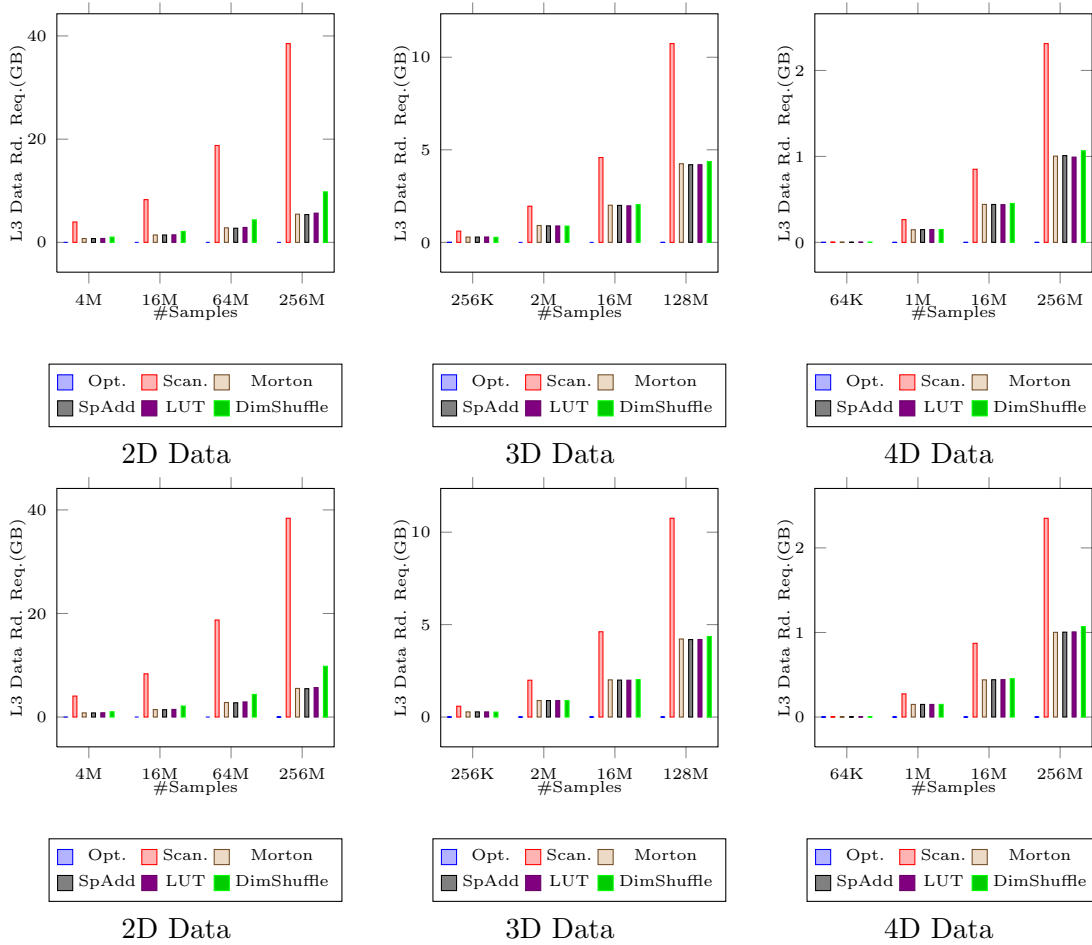 40
20
0
L3 Data Rd. Req.(GB)
4M 16M 64M 256M
#Samples
Opt. Scan. Morton
SpAdd LUT DimShuffle
2D Data
10
5
0
L3 Data Rd. Req.(GB)
256K 2M 16M 128M
#Samples
Opt. Scan. Morton
SpAdd LUT DimShuffle
3D Data
2
1
0
L3 Data Rd. Req.(GB)
64K 1M 16M 256M
#Samples
Opt. Scan. Morton
SpAdd LUT DimShuffle
4D Data
40
20
0
L3 Data Rd. Req.(GB)
4M 16M 64M 256M
#Samples
Opt. Scan. Morton
SpAdd LUT DimShuffle
2D Data
10
5
0
L3 Data Rd. Req.(GB)
256K 2M 16M 128M
#Samples
Opt. Scan. Morton
SpAdd LUT DimShuffle
3D Data
2
1
0
L3 Data Rd. Req.(GB)
64K 1M 16M 256M
#Samples
Opt. Scan. Morton
SpAdd LUT DimShuffle
4D Data